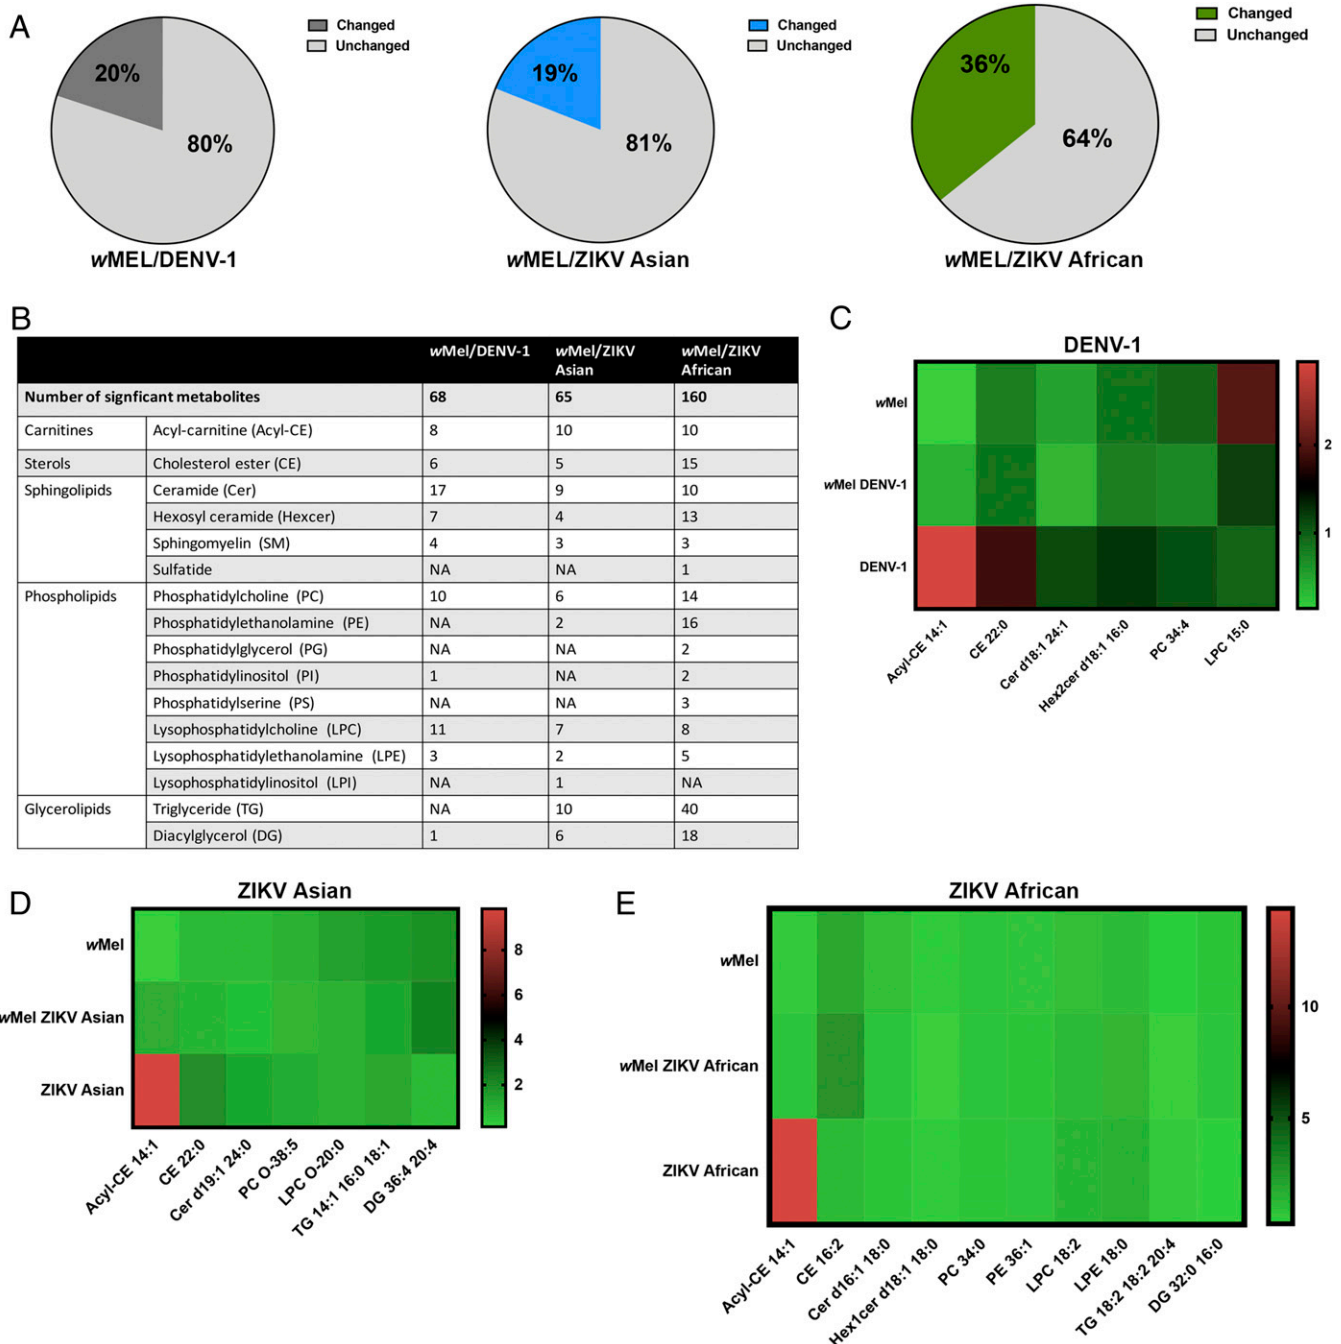 A
Changed
Unchanged
20%
80%
wMEL/DENV-1
Changed
Unchanged
19%
81%
wMEL/ZIKV Asian
Changed
Unchanged
36%
64%
wMEL/ZIKV African
B
wMel/DENV-1 wMel/ZIKV Asian wMel/ZIKV African
Number of signficant metabolites 68 65 160
Carnitines Acyl-carnitine (Acyl-CE) 8 10 10
Sterols Cholesterol ester (CE) 6 5 15
Sphingolipids Ceramide (Cer) 17 9 10
Hexosyl ceramide (Hexcer) 7 4 13
Sphingomyelin (SM) 4 3 3
Sulfatide NA NA 1
Phospholipids Phosphatidylcholine (PC) 10 6 14
Phosphatidylethanolamine (PE) NA 2 16
Phosphatidylglycerol (PG) NA NA 2
Phosphatidylinositol (PI) 1 NA 2
Phosphatidylserine (PS) NA NA 3
Lysophosphatidylcholine (LPC) 11 7 8
Lysophosphatidylethanolamine (LPE) 3 2 5
Lysophosphatidylinositol (LPI) NA 1 NA
Glycerolipids Triglyceride (TG) NA 10 40
Diacylglycerol (DG) 1 6 18
C
DENV-1
wMel
wMel DENV-1
DENV-1
2
1
Acyl-CE 14:1
CE 22:0
Cer d18:1 24:1
Hex2cer d18:1 16:0
PC 34:4
LPC 15:0
D
ZIKV Asian
wMel
wMel ZIKV Asian
ZIKV Asian
8
6
4
2
Acyl-CE 14:1
CE 22:0
Cer d19:1 24:0
PC O-38:5
LPC O-20:0
TG 14:1 16:0 18:1
DG 36:4 20:4
E
ZIKV African
wMel
wMel ZIKV African
ZIKV African
10
5
Acyl-CE 14:1
CE 16:2
Cer d16:1 18:0
Hex1cer d18:1 18:0
PC 34:0
PE 36:1
LPC 18:2
LPE 18:0
TG 18:2 18:2 20:4
DG 32:0 16:0